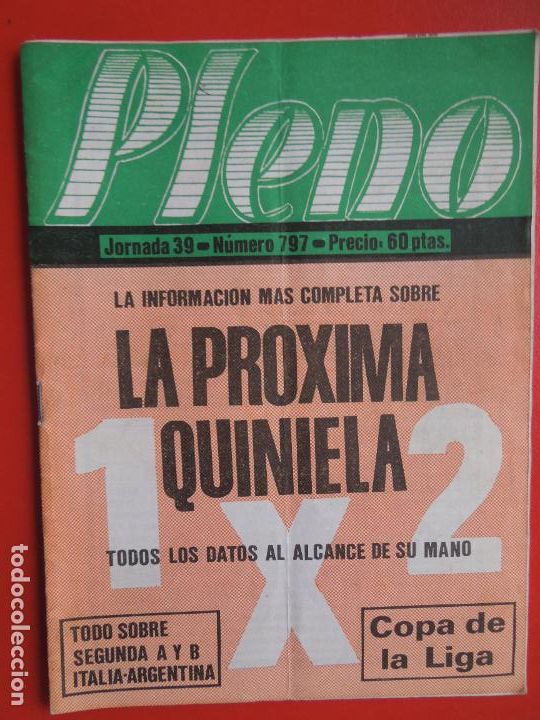 Pleno
Jornada 39 - Número 797 - Precio: 60 ptas.
LA INFORMACION MAS COMPLETA SOBRE
LA PROXIMA
QUINIELA
1 X 2
TODOS LOS DATOS AL ALCANCE DE SU MANO
TODO SOBRE
SEGUNDA A Y B
ITALIA-ARGENTINA
Copa de
la Liga
todocoleccion